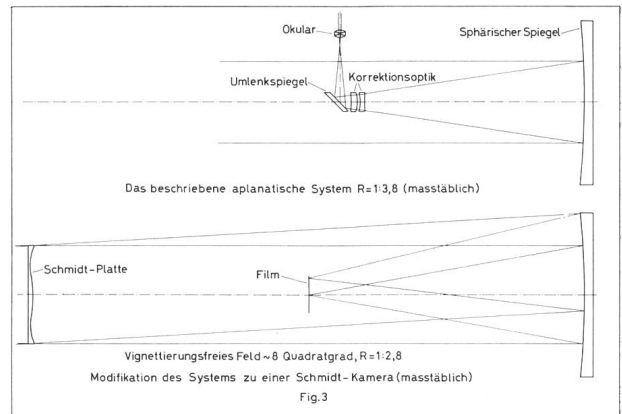 Okular
Sphärischer Spiegel
Umlenkspiegel
Korrektionsoptik
Das beschriebene aplanatische System R=1:3,8 (masstäblich)
Schmidt-Platte
Film
Vignettierungsfreies Feld ~8 Quadratgrad, R=1:2,8
Modifikation des Systems zu einer Schmidt-Kamera (masstäblich)
Fig.3